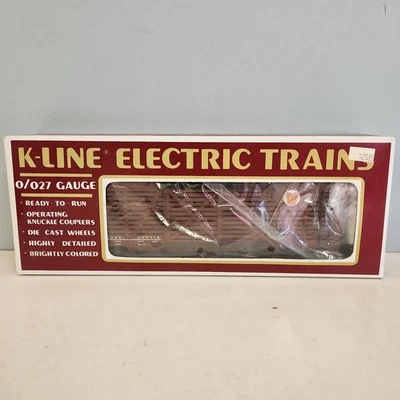 K-LINE® ELECTRIC TRAINS
O/O27 GAUGE
• READY TO RUN
• OPERATING
KNUCKLE COUPLERS
• DIE CAST WHEELS
• HIGHLY DETAILED
• BRIGHTLY COLORED